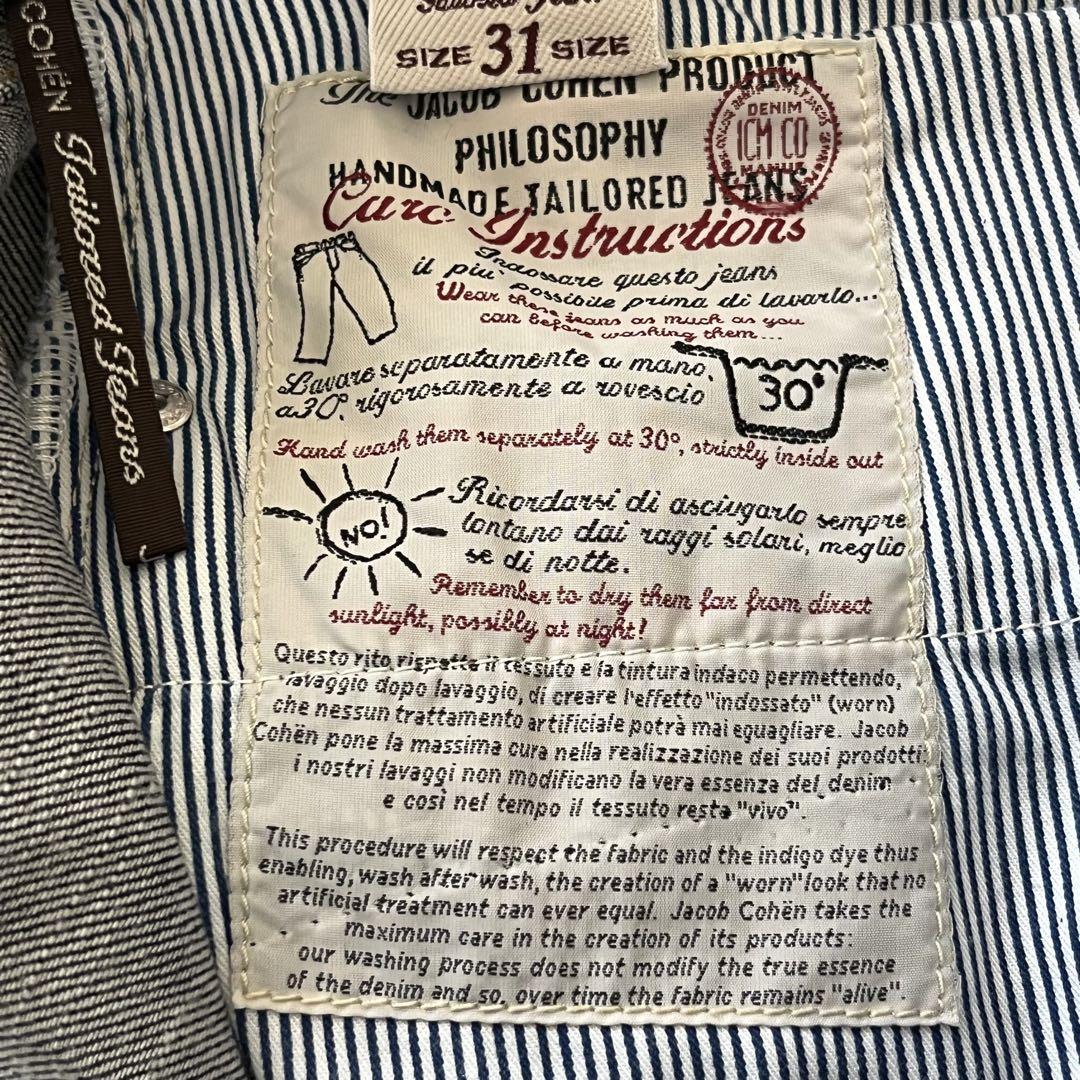 COHËN Tailored Jeans
Tailored Jeans
SIZE 31 SIZE
The JACOB COHËN PRODUCT
PHILOSOPHY
HANDMADE TAILORED JEANS
DENIM
ICM CO
Care Instructions
Indossare questo jeans
il piu' possibile prima di lavarlo...
Wear these jeans as much as you
can before washing them...
Lavare separatamente a mano,
a 30°, rigorosamente a rovescio
30°
Hand wash them separately at 30°, strictly inside out
NO!
Ricordarsi di asciugarlo sempre
lontano dai raggi solari, meglio
se di notte.
Remember to dry them far from direct
sunlight, possibly at night!
Questo rito rispetta il tessuto e la tintura indaco permettendo,
lavaggio dopo lavaggio, di creare l'effetto "indossato" (worn)
che nessun trattamento artificiale potrà mai eguagliare. Jacob
Cohën pone la massima cura nella realizzazione dei suoi prodotti:
i nostri lavaggi non modificano la vera essenza del denim
e così nel tempo il tessuto resta "vivo".
This procedure will respect the fabric and the indigo dye thus
enabling, wash after wash, the creation of a "worn" look that no
artificial treatment can ever equal. Jacob Cohën takes the
maximum care in the creation of its products:
our washing process does not modify the true essence
of the denim and so, over time the fabric remains "alive".